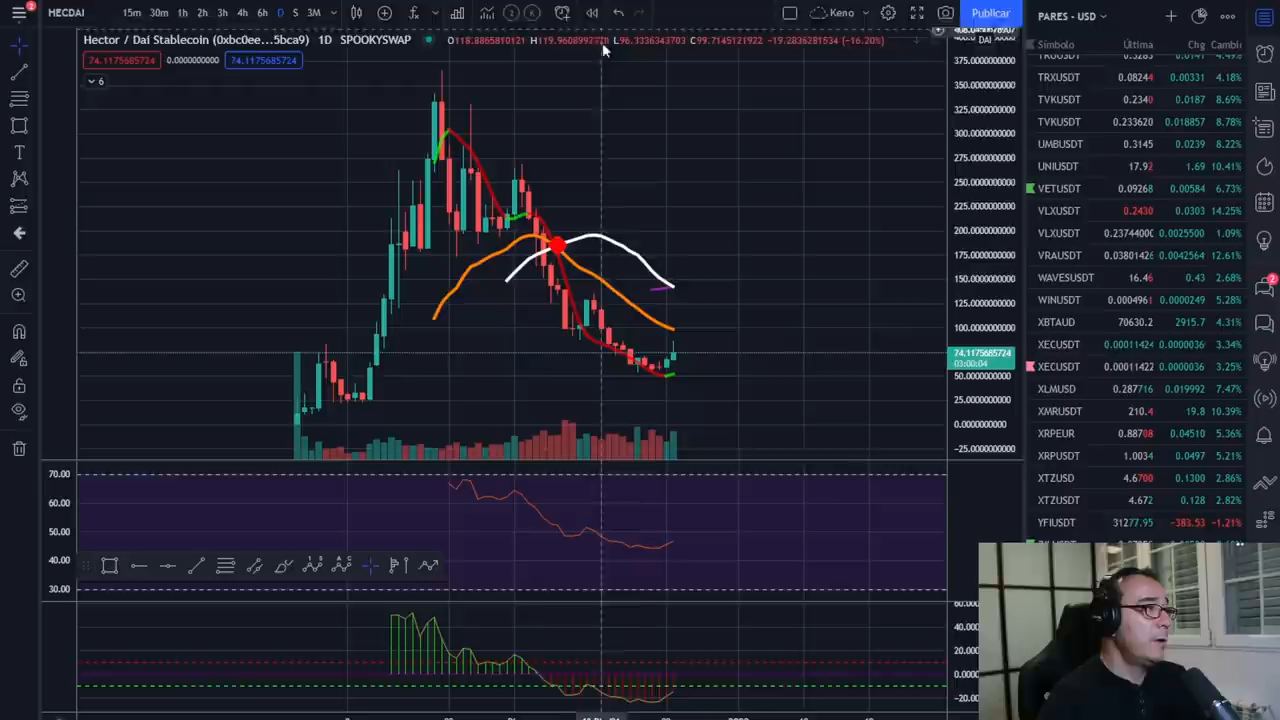 HECDAI 15m 30m 1h 2h 3h 4h 6h D S 3M Keno Publicar PARES - USD
Hector / Dai Stablecoin (0xbc0ee...5bca9) 1D SPOOKYSWAP
DAI
74.1175685724 0.0000000000 74.1175685724
6
375.0000000000
350.0000000000
325.0000000000
300.0000000000
275.0000000000
250.0000000000
225.0000000000
200.0000000000
175.0000000000
150.0000000000
125.0000000000
100.0000000000
74.1175685724
03:00:04
50.0000000000
25.0000000000
0.0000000000
-25.0000000000
70.00
60.00
50.00
40.00
30.00
40.000
20.000
0.0000
-20.00
Símbolo Última Chg Cambi
TRXUSDT 0.08244 0.00331 4.18%
TVKUSDT 0.2340 0.0187 8.69%
TVKUSDT 0.233620 0.018857 8.78%
UMBUSDT 0.3145 0.0239 8.22%
UNIUSDT 17.92 1.69 10.41%
VETUSDT 0.09268 0.00584 6.73%
VLXUSDT 0.2430 0.0303 14.25%
VLXUSDT 0.23744000 0.0025500 1.09%
VRAUSDT 0.0380142 0.0042564 12.61%
WAVESUSDT 16.46 0.43 2.68%
WINUSDT 0.0004961 0.0000249 5.28%
XBTAUD 70630.2 2915.7 4.31%
XECUSDT 0.00011424 0.0000036 3.34%
XECUSDT 0.00011422 0.0000036 3.25%
XLMUSD 0.287716 0.019992 7.47%
XMRUSDT 210.4 19.8 10.39%
XRPEUR 0.88708 0.04510 5.36%
XRPUSDT 1.0034 0.0497 5.21%
XTZUSD 4.6700 0.1300 2.86%
XTZUSDT 4.672 0.128 2.82%
YFIUSDT 31277.95 -383.53 -1.21%